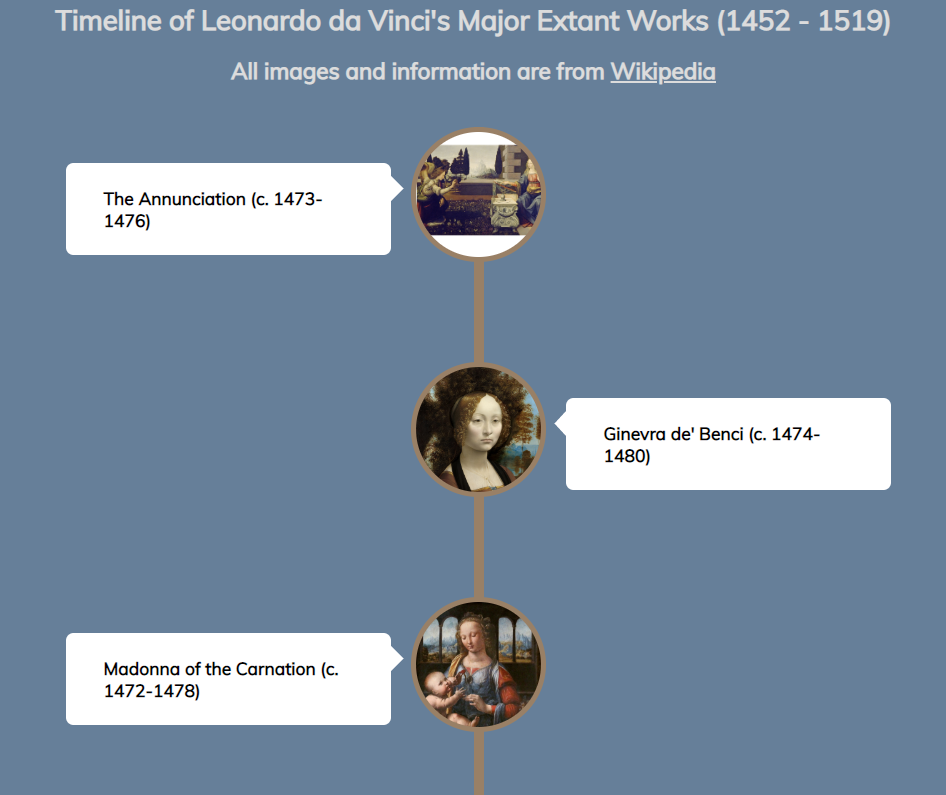 Timeline of Leonardo da Vinci's Major Extant Works (1452 - 1519)
All images and information are from Wikipedia
The Annunciation (c. 1473-
1476)
Ginevra de' Benci (c. 1474-
1480)
Madonna of the Carnation (c.
1472-1478)